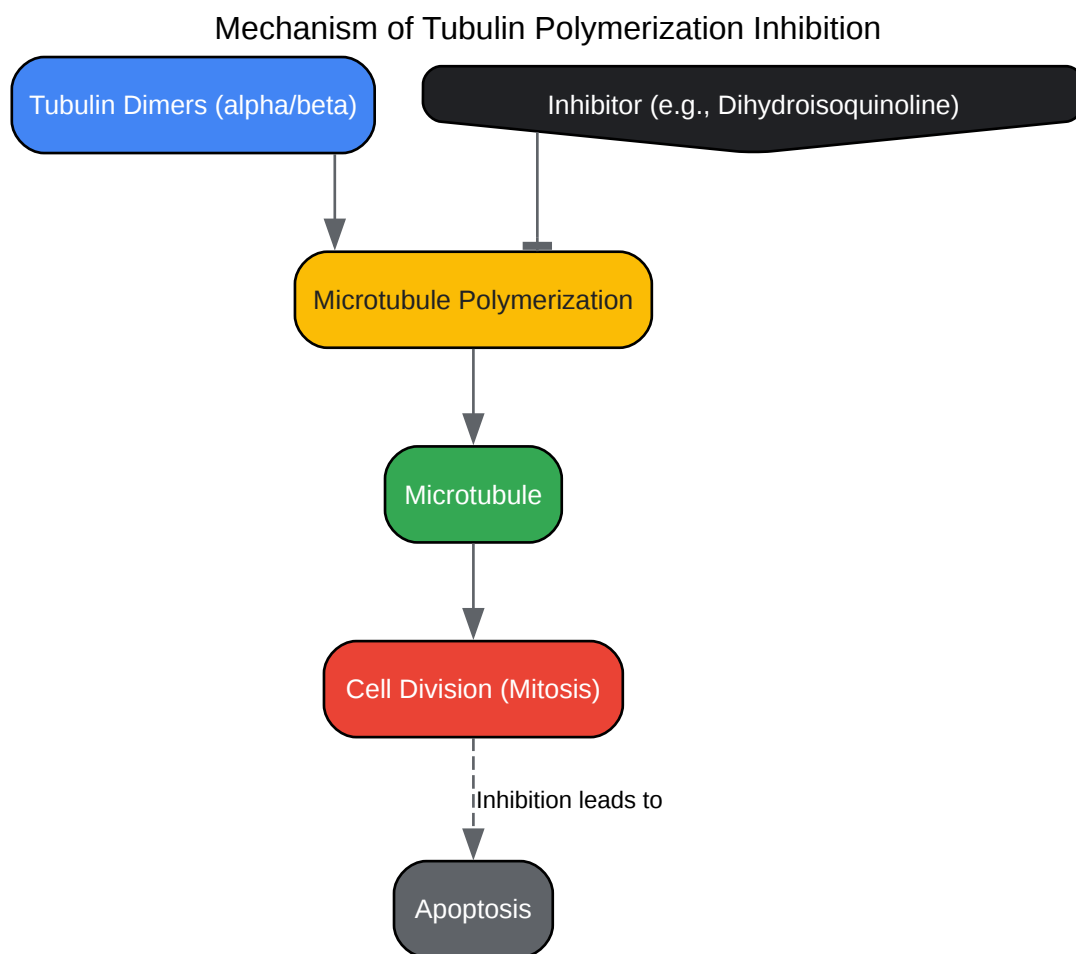 Mechanism of Tubulin Polymerization Inhibition
Tubulin Dimers (alpha/beta)
Inhibitor (e.g., Dihydroisoquinoline)
Microtubule Polymerization
Microtubule
Cell Division (Mitosis)
Inhibition leads to
Apoptosis